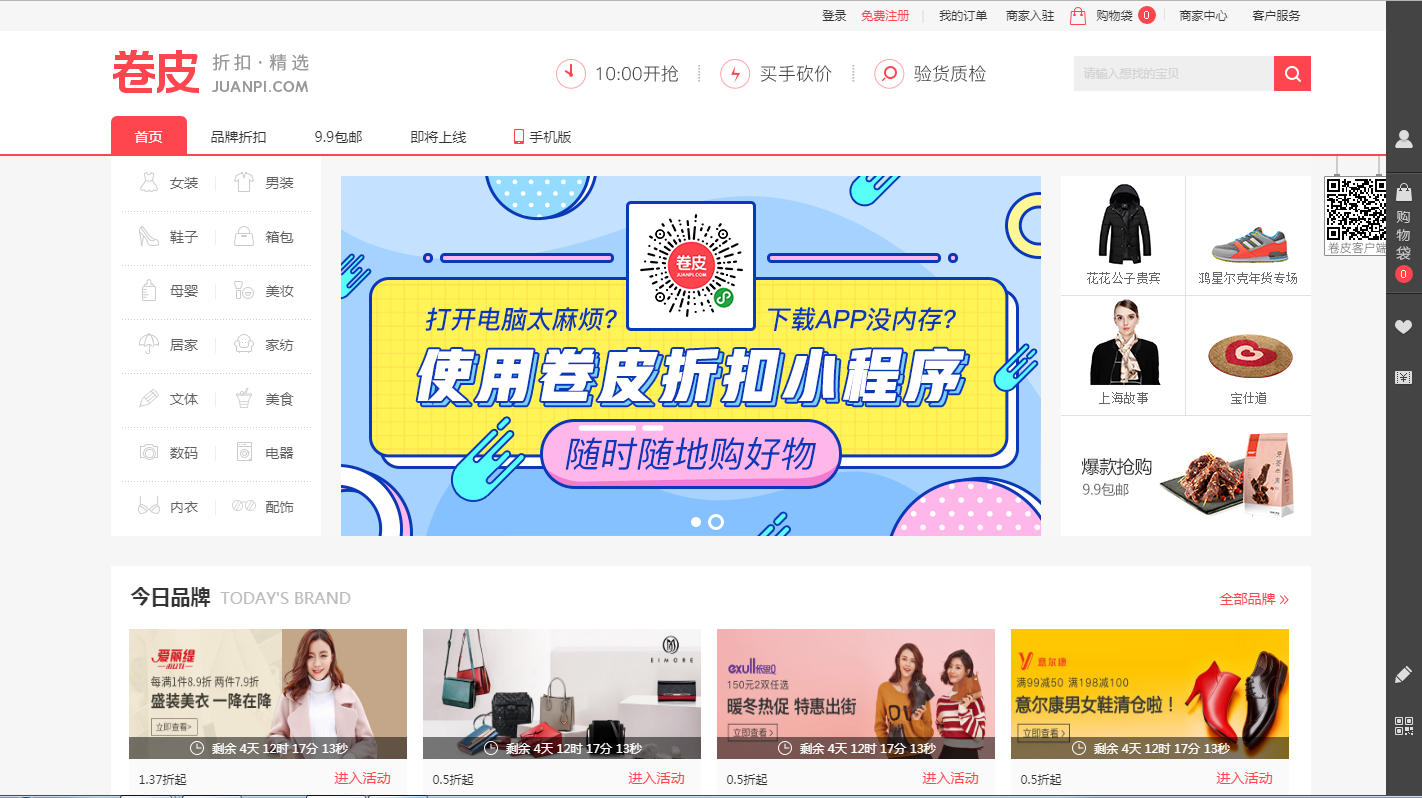 登录 免费注册 我的订单 商家入驻 购物袋 0 商家中心 客户服务
卷皮 折扣·精选
JUANPI.COM
10:00开抢 买手砍价 验货质检
请输入想找的宝贝
首页 品牌折扣 9.9包邮 即将上线 手机版
女装 男装
鞋子 箱包
母婴 美妆
居家 家纺
文体 美食
数码 电器
内衣 配饰
卷皮
JUANPI.COM
打开电脑太麻烦? 下载APP没内存?
使用卷皮折扣小程序
随时随地购好物
花花公子贵宾 鸿星尔克年货专场
上海故事 宝仕道
爆款抢购
9.9包邮
卷皮客户端
购物袋
0
今日品牌 TODAY'S BRAND
全部品牌 »
爱丽缇
AILITI
每满1件8.9折 两件7.9折
盛装美衣 一降在降
立即查看>
剩余 4天 12时 17分 13秒
1.37折起 进入活动
EIMORE
剩余 4天 12时 17分 13秒
0.5折起 进入活动
exull依思Q
150元2双任选
暖冬热促 特惠出街
立即查看>
剩余 4天 12时 17分 13秒
0.5折起 进入活动
意尔康
满99减50 满198减100
意尔康男女鞋清仓啦！
立即查看>
剩余 4天 12时 17分 13秒
0.5折起 进入活动